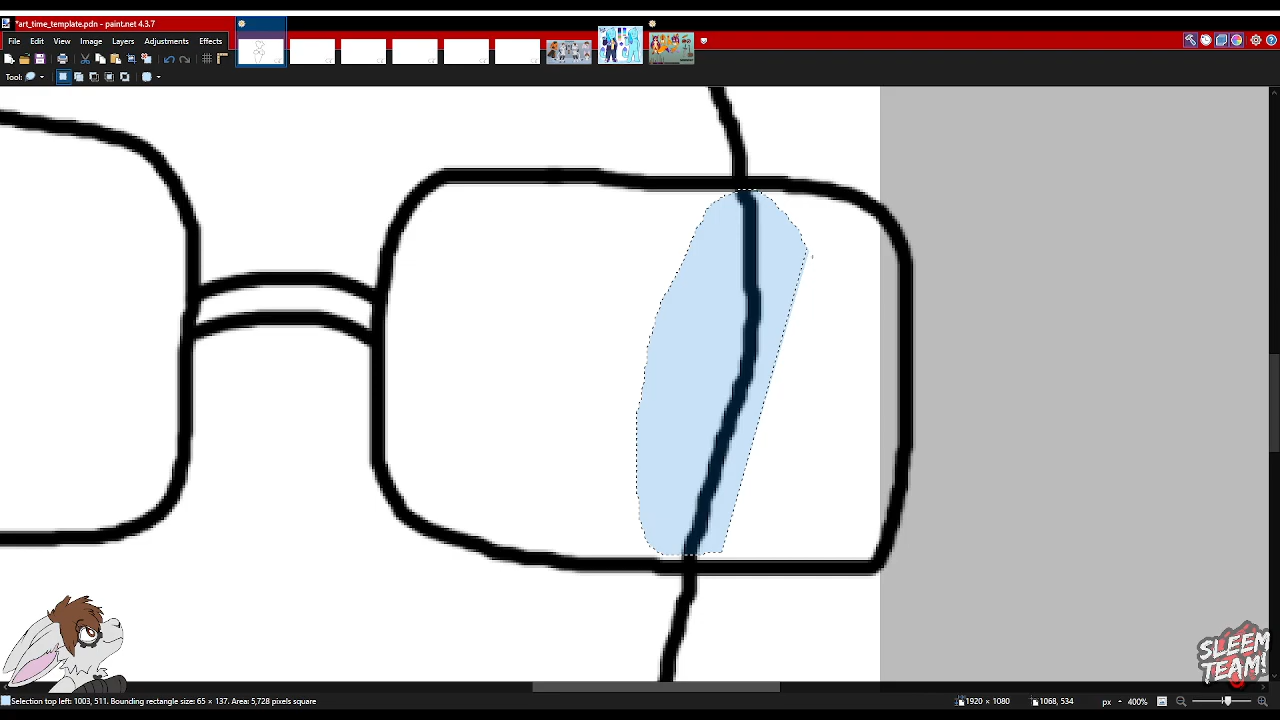 *art_time_template.pdn - paint.net 4.3.7
File Edit View Image Layers Adjustments Effects
Tool:
SLEEM
TEAM!
Selection top left: 1003, 511. Bounding rectangle size: 65 × 137. Area: 5,728 pixels square
1920 × 1080
1068, 534
px
400%